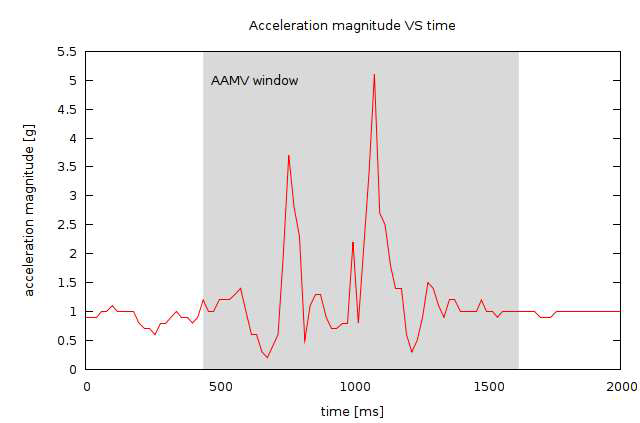 Acceleration magnitude VS time
5.5
5
4.5
4
3.5
3
2.5
2
1.5
1
0.5
0
acceleration magnitude [g]
AAMV window
0 500 1000 1500 2000
time [ms]